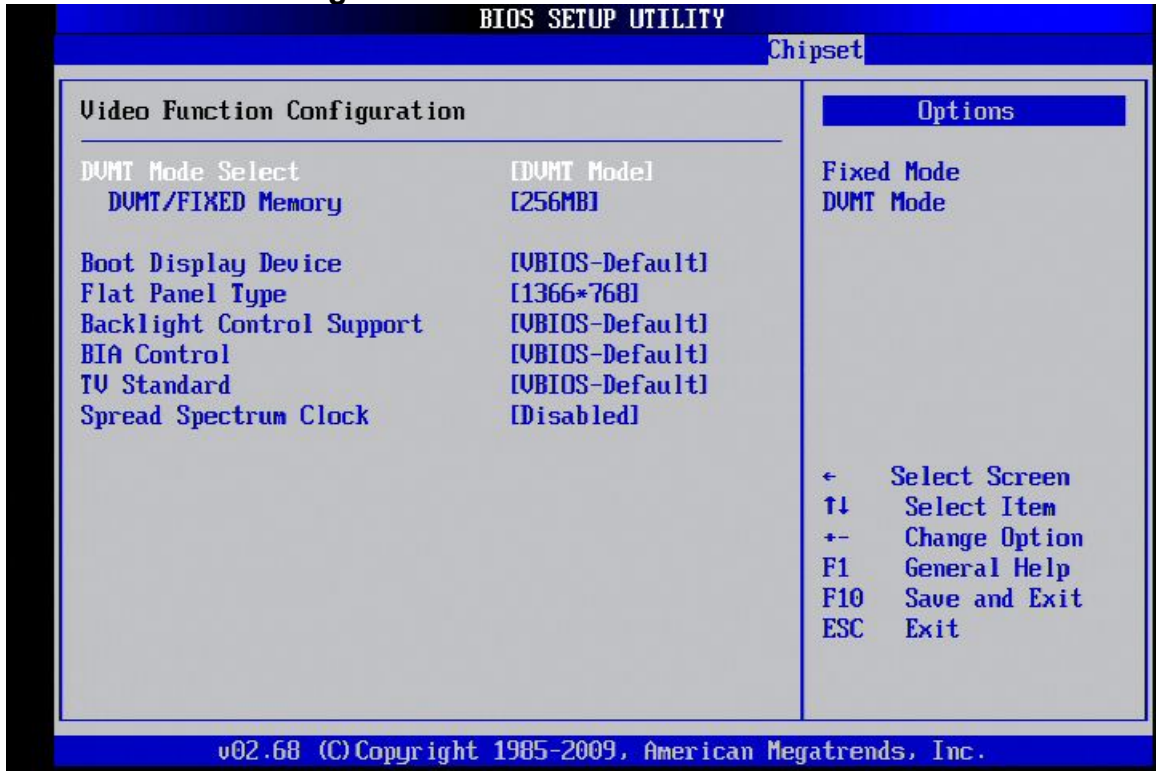 BIOS SETUP UTILITY
Chipset
Video Function Configuration
DVMT Mode Select [DVMT Mode]
DVMT/FIXED Memory [256MB]
Boot Display Device [VBIOS-Default]
Flat Panel Type [1366*768]
Backlight Control Support [VBIOS-Default]
BIA Control [VBIOS-Default]
TV Standard [VBIOS-Default]
Spread Spectrum Clock [Disabled]
Options
Fixed Mode
DVMT Mode
← Select Screen
↑↓ Select Item
+- Change Option
F1 General Help
F10 Save and Exit
ESC Exit
v02.68 (C)Copyright 1985-2009, American Megatrends, Inc.